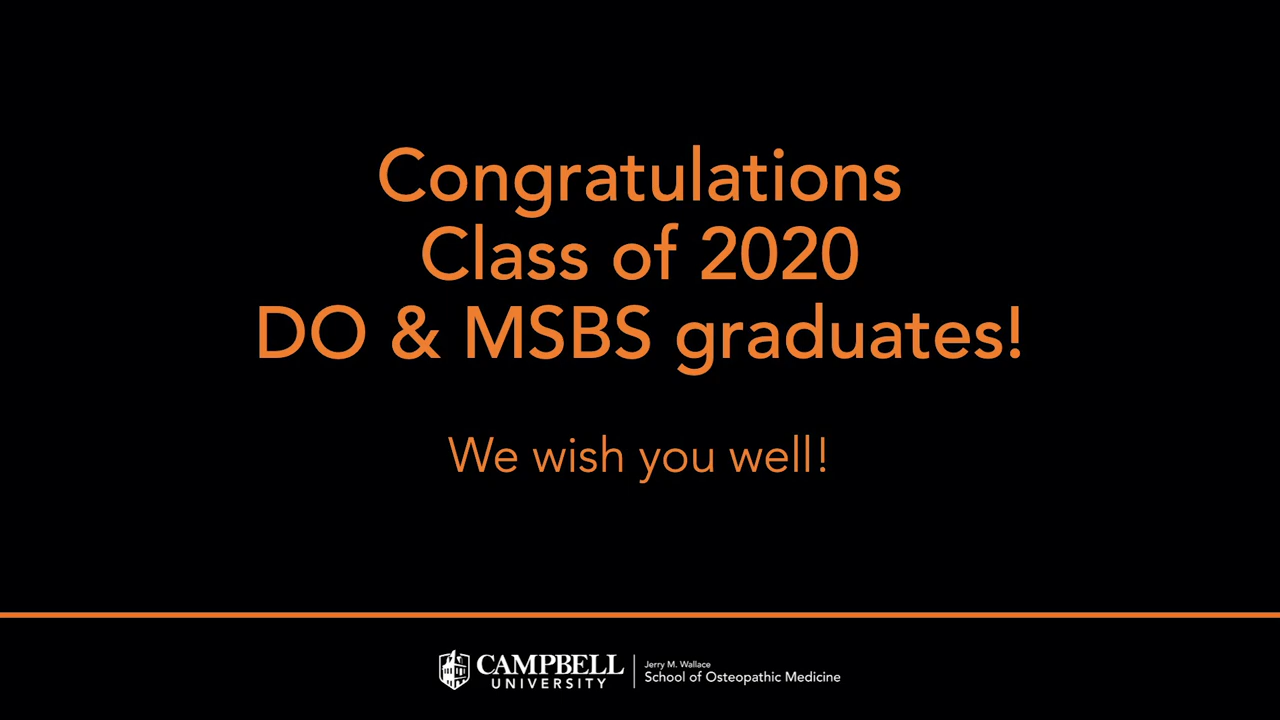 Congratulations
Class of 2020
DO & MSBS graduates!
We wish you well!
CAMPBELL
UNIVERSITY
Jerry M. Wallace
School of Osteopathic Medicine